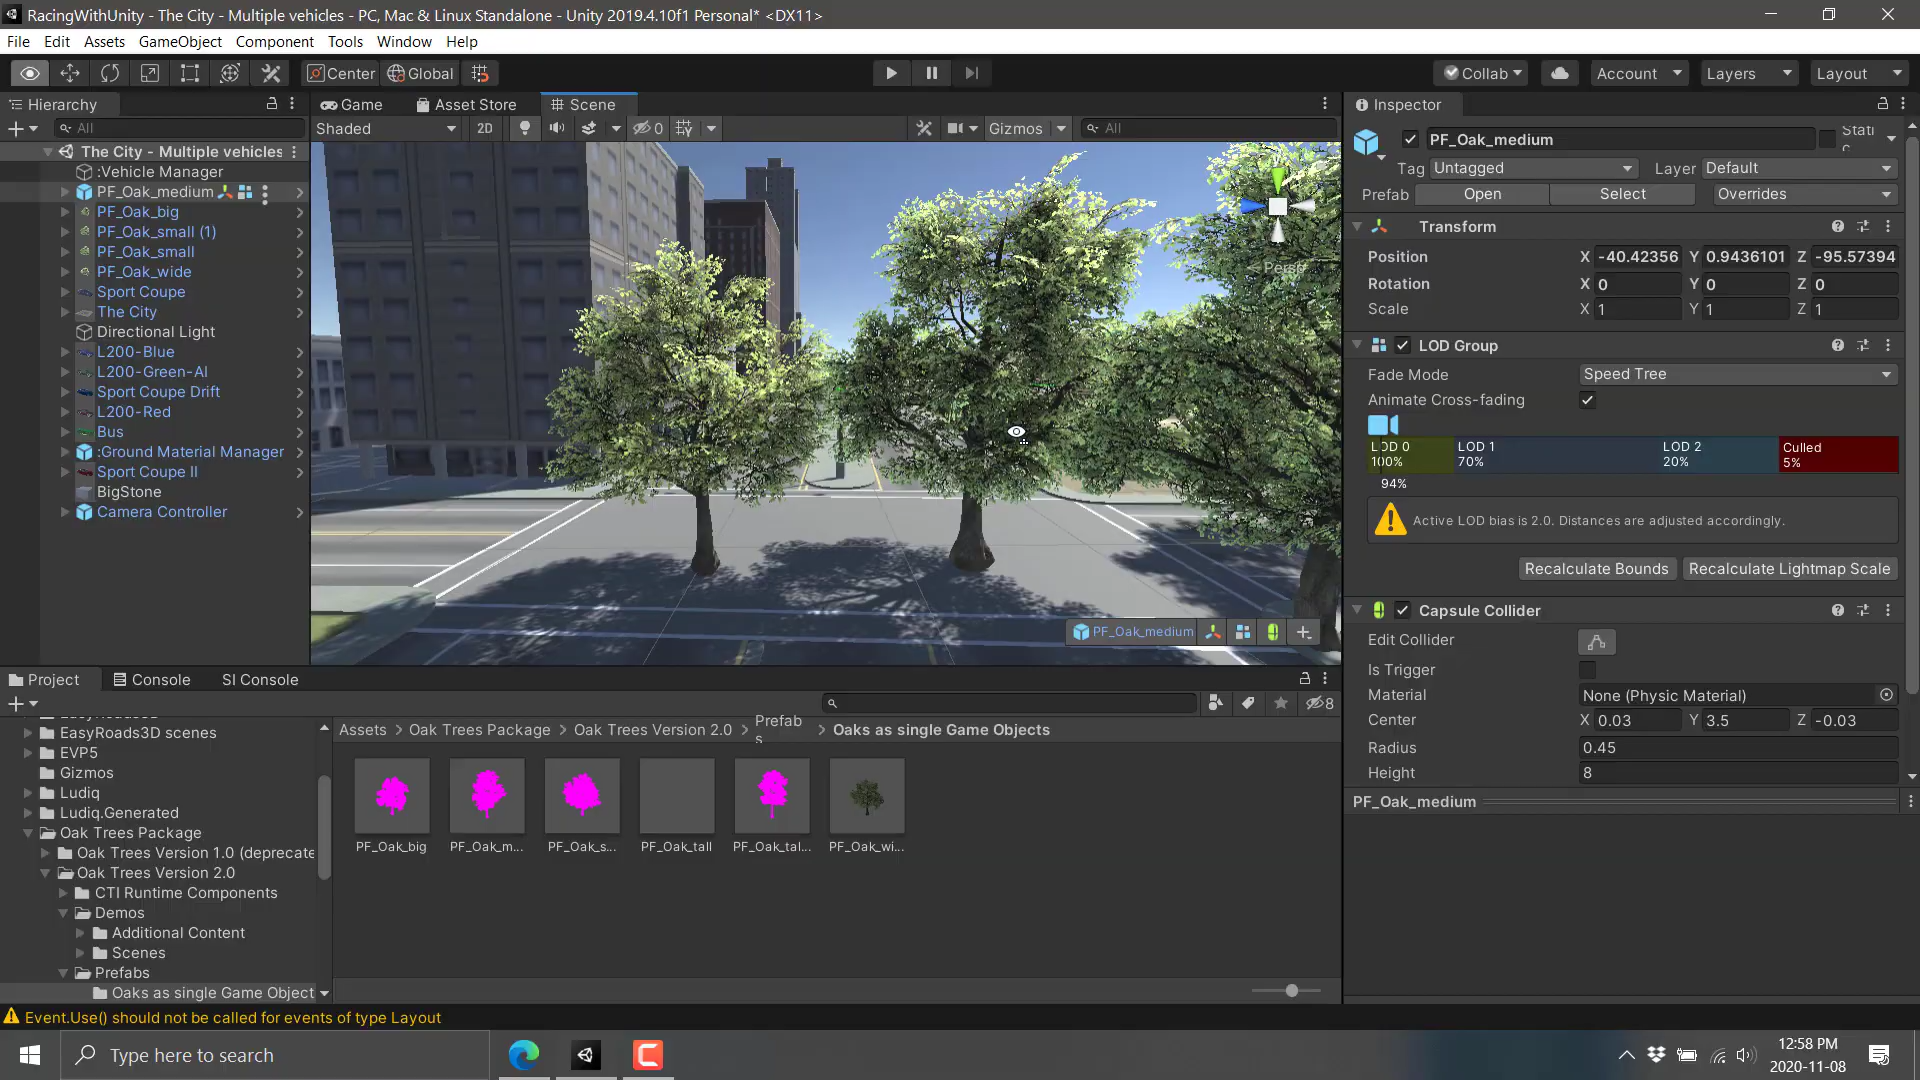 RacingWithUnity - The City - Multiple vehicles - PC, Mac & Linux Standalone - Unity 2019.4.10f1 Personal* <DX11>
File Edit Assets GameObject Component Tools Window Help
Center Global Collab Account Layers Layout
Hierarchy
All
The City - Multiple vehicles
:Vehicle Manager
PF_Oak_medium
PF_Oak_big
PF_Oak_small (1)
PF_Oak_small
PF_Oak_wide
Sport Coupe
The City
Directional Light
L200-Blue
L200-Green-AI
Sport Coupe Drift
L200-Red
Bus
:Ground Material Manager
Sport Coupe II
BigStone
Camera Controller
Game Asset Store Scene
Shaded 2D 0 Gizmos All
Persp
PF_Oak_medium
Inspector
PF_Oak_medium Static
Tag Untagged Layer Default
Prefab Open Select Overrides
Transform
Position X -40.42356 Y 0.9436101 Z -95.57394
Rotation X 0 Y 0 Z 0
Scale X 1 Y 1 Z 1
LOD Group
Fade Mode Speed Tree
Animate Cross-fading
LOD 0 LOD 1 LOD 2 Culled
100% 70% 20% 5%
94%
Active LOD bias is 2.0. Distances are adjusted accordingly.
Recalculate Bounds Recalculate Lightmap Scale
Capsule Collider
Edit Collider
Is Trigger
Material None (Physic Material)
Center X 0.03 Y 3.5 Z -0.03
Radius 0.45
Height 8
PF_Oak_medium
Project Console SI Console
8
EasyRoads3D
EasyRoads3D scenes
EVP5
Gizmos
Ludiq
Ludiq.Generated
Oak Trees Package
Oak Trees Version 1.0 (deprecate
Oak Trees Version 2.0
CTI Runtime Components
Demos
Additional Content
Scenes
Prefabs
Oaks as single Game Object
Assets > Oak Trees Package > Oak Trees Version 2.0 > Prefabs > Oaks as single Game Objects
PF_Oak_big PF_Oak_m... PF_Oak_s... PF_Oak_tall PF_Oak_tal... PF_Oak_wi...
Event.Use() should not be called for events of type Layout
Type here to search
12:58 PM
2020-11-08